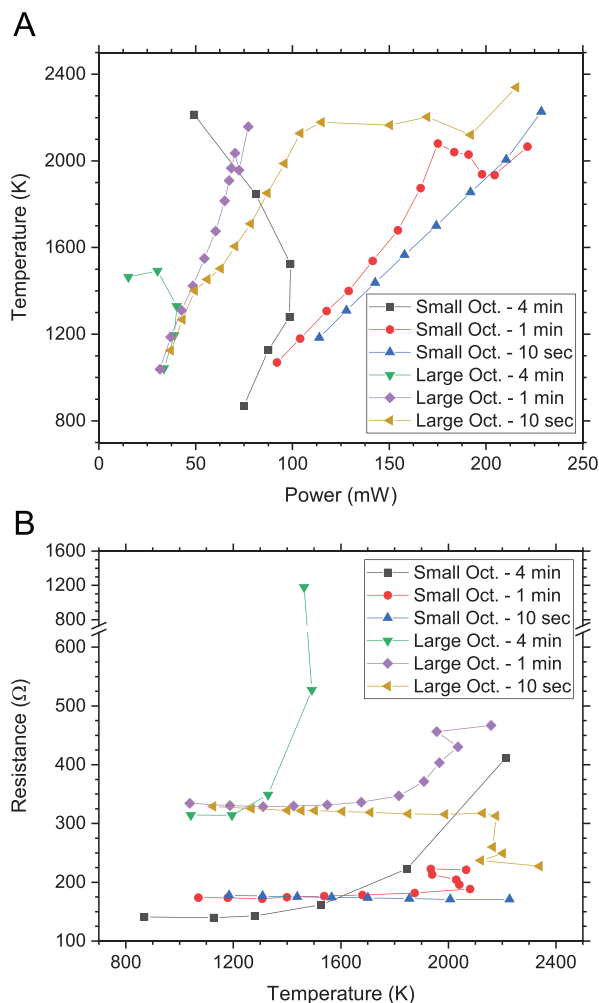 A
2400
2000
1600
1200
800
Temperature (K)
Small Oct. - 4 min
Small Oct. - 1 min
Small Oct. - 10 sec
Large Oct. - 4 min
Large Oct. - 1 min
Large Oct. - 10 sec
0 50 100 150 200 250
Power (mW)
B
1600
1400
1200
1000
600
500
400
300
200
100
Resistance (Ω)
Small Oct. - 4 min
Small Oct. - 1 min
Small Oct. - 10 sec
Large Oct. - 4 min
Large Oct. - 1 min
Large Oct. - 10 sec
800 1200 1600 2000 2400
Temperature (K)